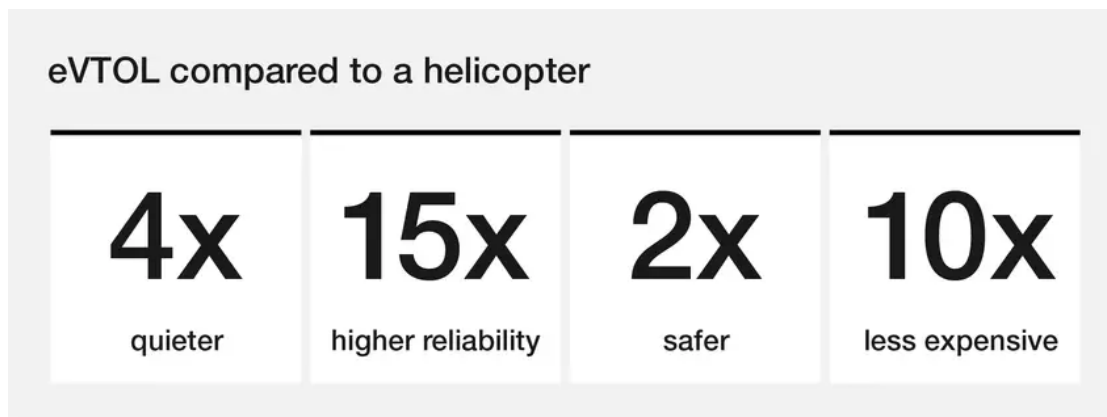 eVTOL compared to a helicopter
4x
quieter
15x
higher reliability
2x
safer
10x
less expensive